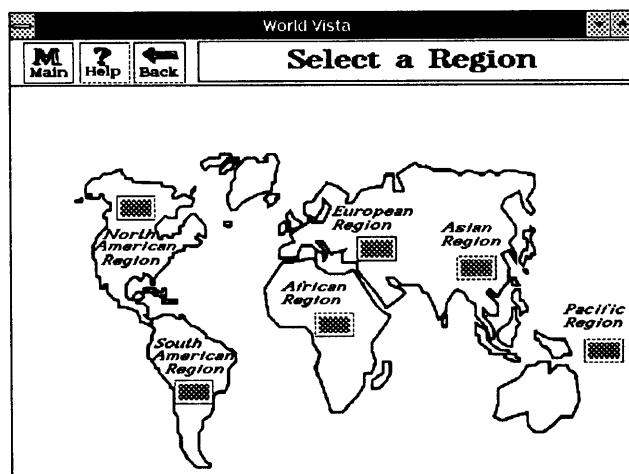 World Vista
M
Main
?
Help
Back
Select a Region
North
American
Region
European
Region
Asian
Region
African
Region
Pacific
Region
South
American
Region